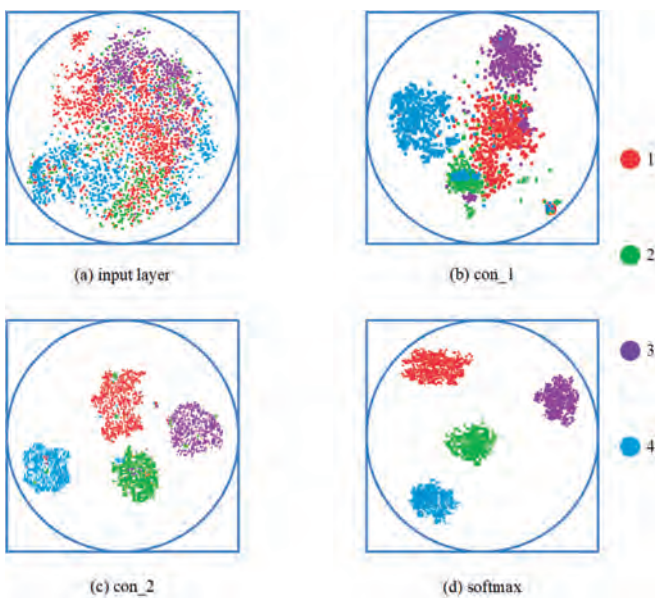 (a) input layer
(b) con_1
1
2
3
4
(c) con_2
(d) softmax